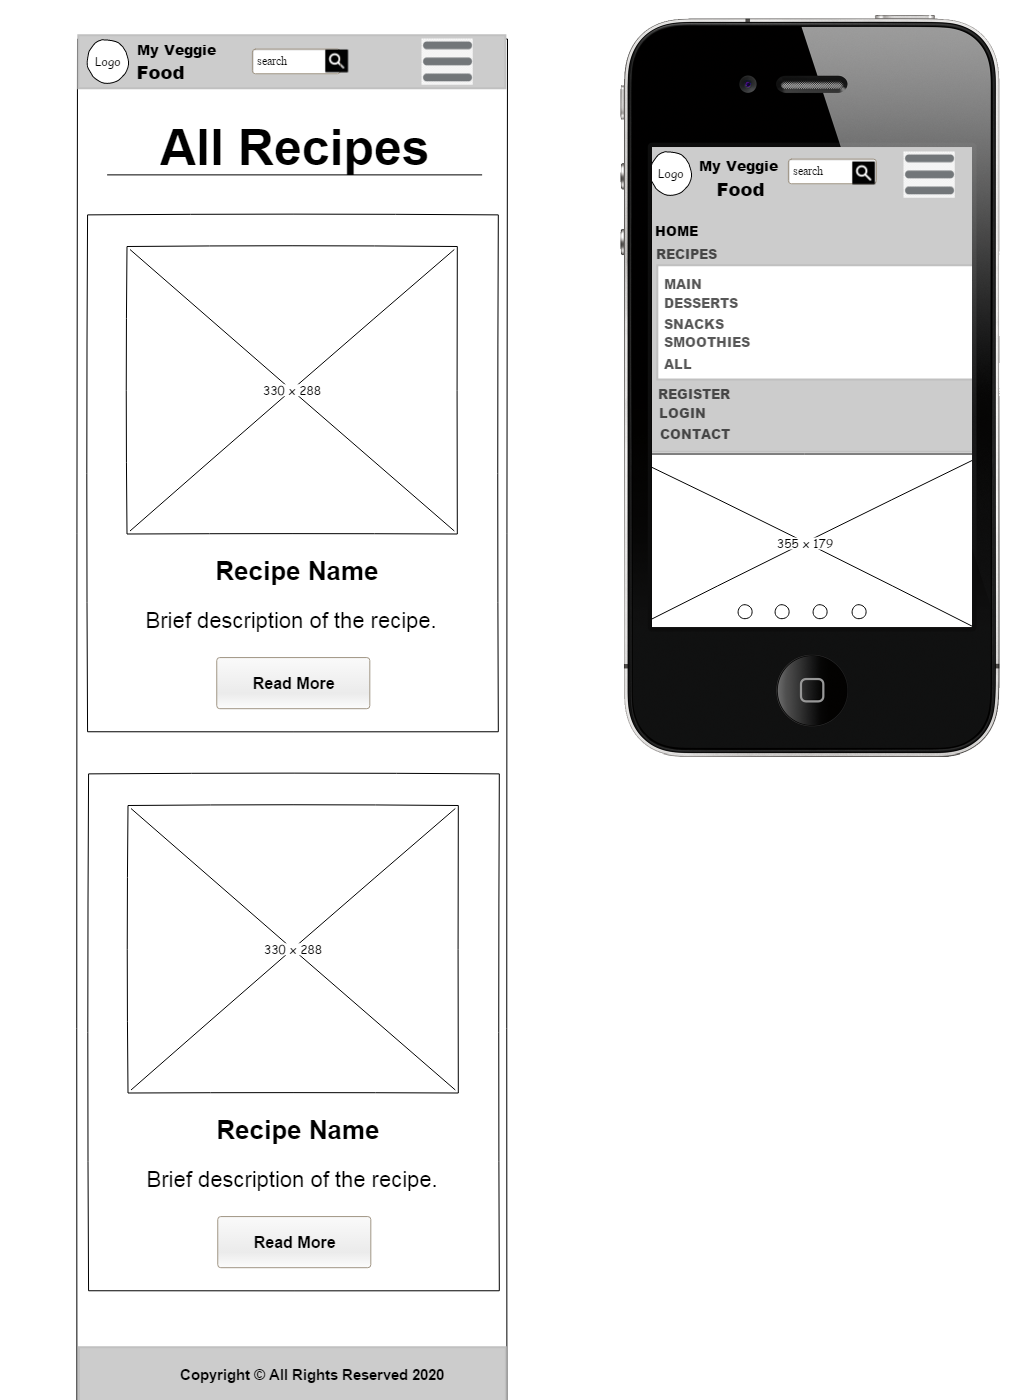 Logo
My Veggie
Food
search
All Recipes
330 x 288
Recipe Name
Brief description of the recipe.
Read More
330 x 288
Recipe Name
Brief description of the recipe.
Read More
Copyright © All Rights Reserved 2020
Logo
My Veggie
Food
search
HOME
RECIPES
MAIN
DESSERTS
SNACKS
SMOOTHIES
ALL
REGISTER
LOGIN
CONTACT
355 x 179